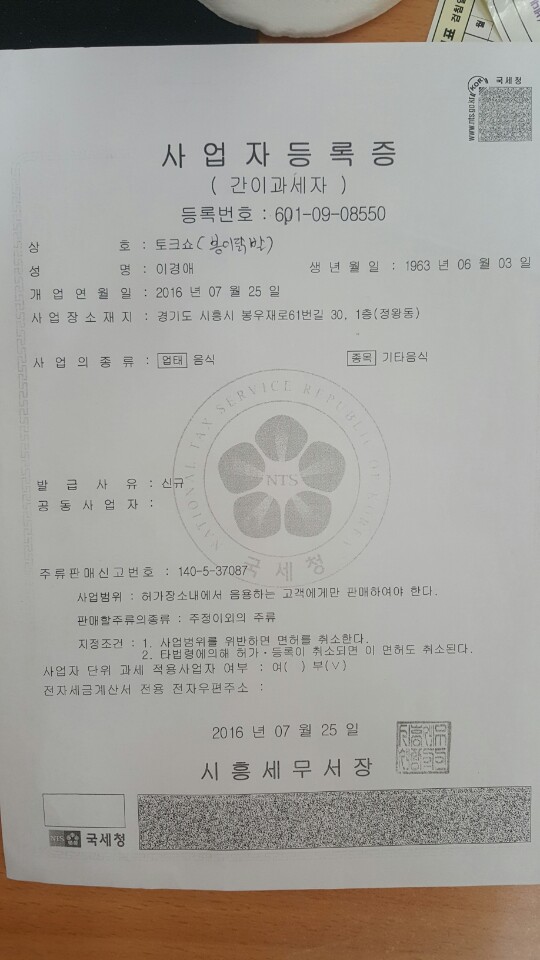 국세청
www.nts.go.kr
사업자등록증
( 간이과세자 )
등록번호 : 601-09-08550
상 호 : 토크쇼(봉이닭발)
성 명 : 이경애 생 년 월 일 : 1963 년 06 월 03 일
개 업 연 월 일 : 2016 년 07 월 25 일
사 업 장 소 재 지 : 경기도 시흥시 봉우재로61번길 30, 1층(정왕동)
사 업 의 종 류 : 업태 음식 종목 기타음식
NATIONAL TAX SERVICE REPUBLIC OF KOREA
NTS
국세청
발 급 사 유 : 신규
공 동 사 업 자 :
주류판매신고번호 : 140-5-37087
사업범위 : 허가장소내에서 음용하는 고객에게만 판매하여야 한다.
판매할주류의종류 : 주정이외의 주류
지정조건 : 1. 사업범위를 위반하면 면허를 취소한다.
2. 타법령에의해 허가·등록이 취소되면 이 면허도 취소된다.
사업자 단위 과세 적용사업자 여부 : 여( ) 부(∨)
전자세금계산서 전용 전자우편주소 :
2016 년 07 월 25 일
시흥세무서장
NTS 국세청